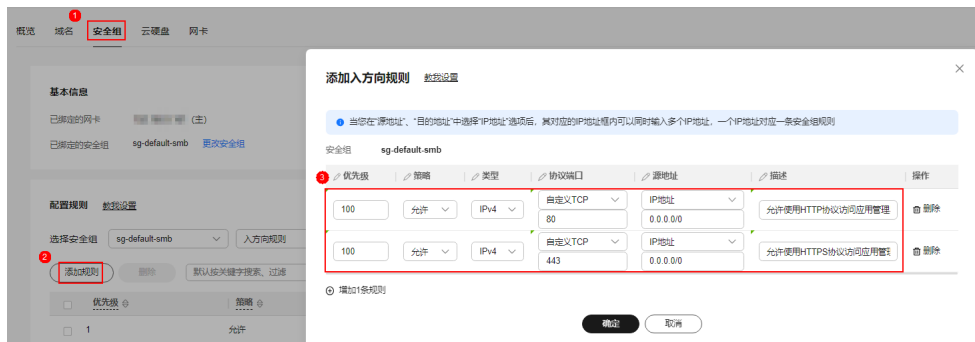 1
概览 域名 安全组 云硬盘 网卡
基本信息
已绑定的网卡 (主)
已绑定的安全组 sg-default-smb 更改安全组
配置规则 教我设置
选择安全组 sg-default-smb 入方向规则
2
添加规则 删除 默认按关键字搜索、过滤
优先级 策略
1 允许
添加入方向规则 教我设置
当您在“源地址”、“目的地址”中选择“IP地址”选项后，其对应的IP地址框内可以同时输入多个IP地址，一个IP地址对应一条安全组规则
安全组 sg-default-smb
3 优先级 策略 类型 协议端口 源地址 描述 操作
100 允许 IPv4 自定义TCP IP地址 允许使用HTTP协议访问应用管理 删除
80 0.0.0.0/0
100 允许 IPv4 自定义TCP IP地址 允许使用HTTPS协议访问应用管 删除
443 0.0.0.0/0
增加1条规则
确定 取消